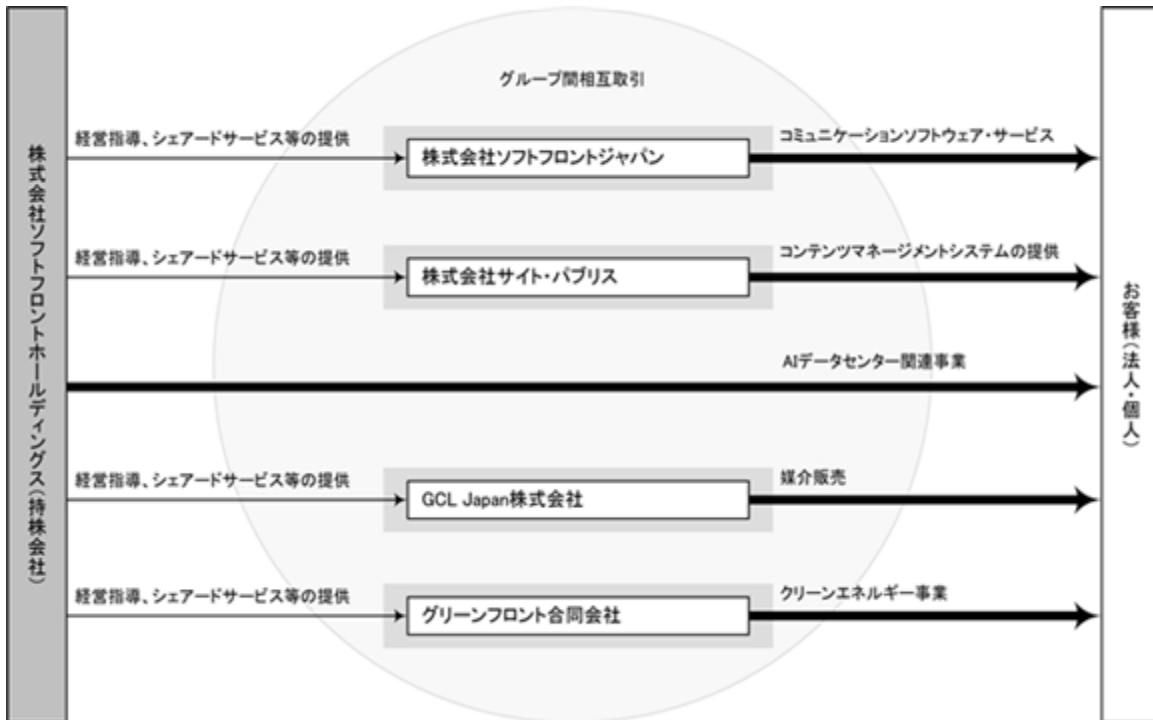 株式会社ソフトフロントホールディングス(持株会社)
グループ間相互取引
経営指導、シェアードサービス等の提供
株式会社ソフトフロントジャパン
コミュニケーションソフトウェア・サービス
経営指導、シェアードサービス等の提供
株式会社サイト・パブリス
コンテンツマネージメントシステムの提供
AIデータセンター関連事業
経営指導、シェアードサービス等の提供
GCL Japan株式会社
媒介販売
経営指導、シェアードサービス等の提供
グリーンフロント合同会社
クリーンエネルギー事業
お客様(法人・個人)